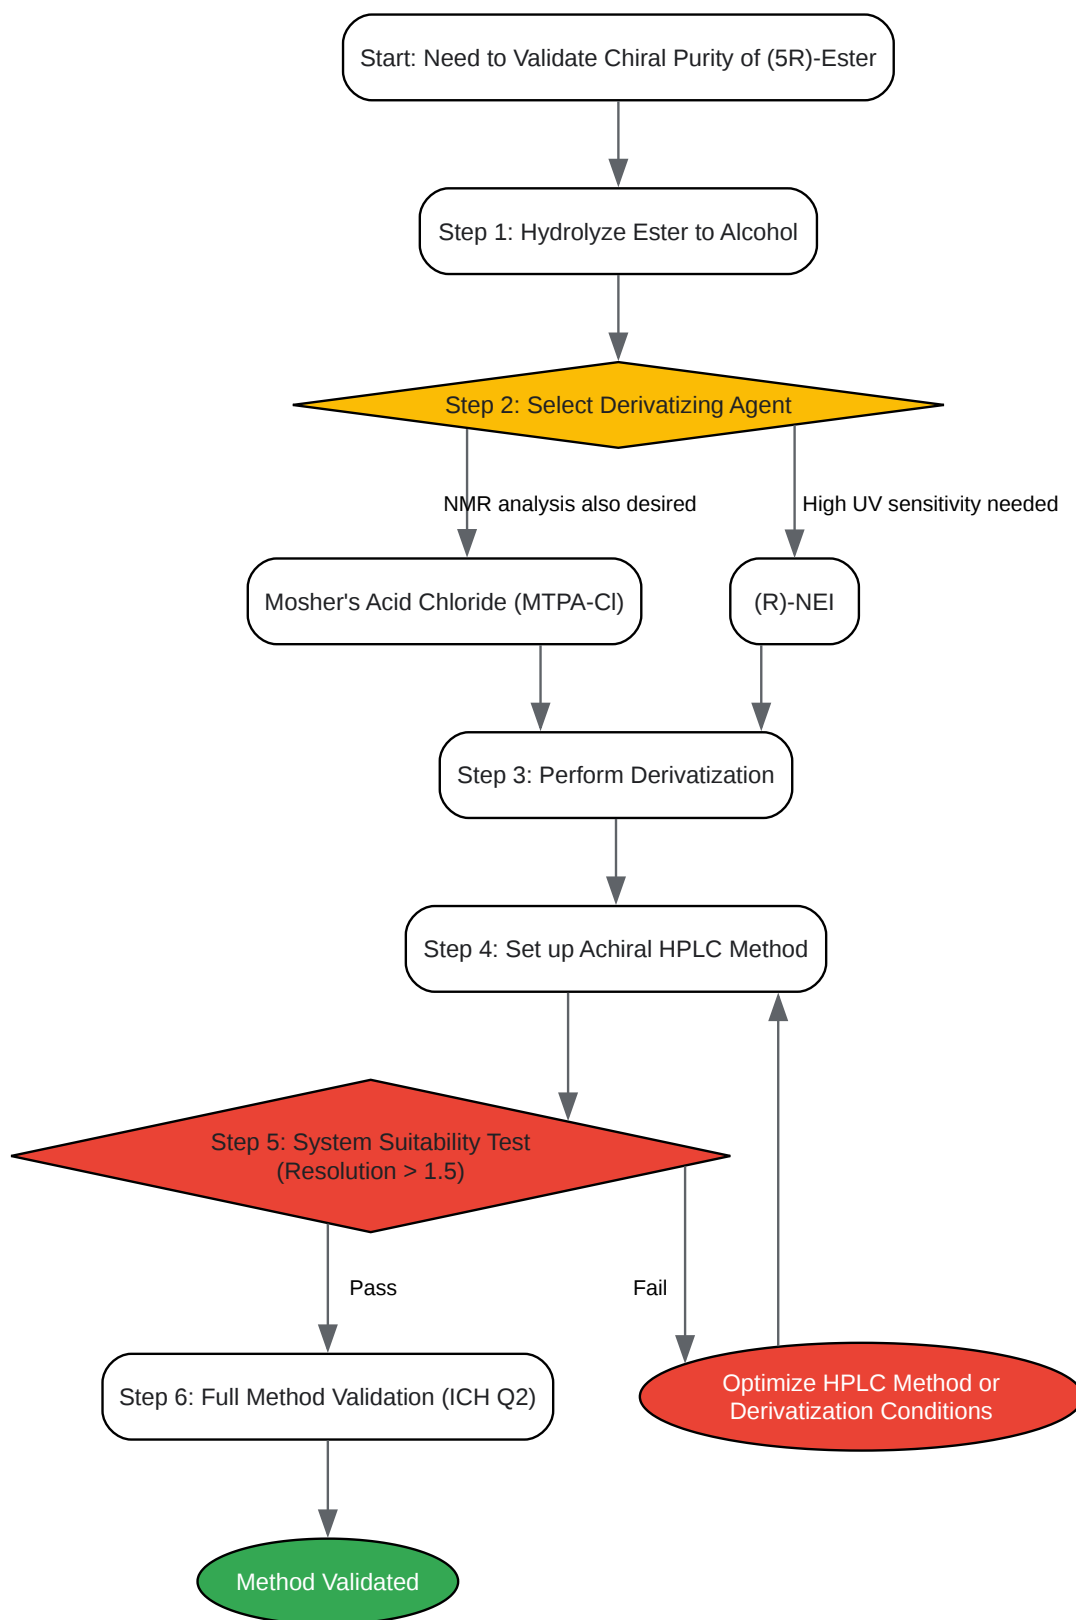 Start: Need to Validate Chiral Purity of (5R)-Ester
Step 1: Hydrolyze Ester to Alcohol
Step 2: Select Derivatizing Agent
NMR analysis also desired
High UV sensitivity needed
Mosher's Acid Chloride (MTPA-Cl)
(R)-NEI
Step 3: Perform Derivatization
Step 4: Set up Achiral HPLC Method
Step 5: System Suitability Test
(Resolution > 1.5)
Pass
Fail
Step 6: Full Method Validation (ICH Q2)
Optimize HPLC Method or
Derivatization Conditions
Method Validated